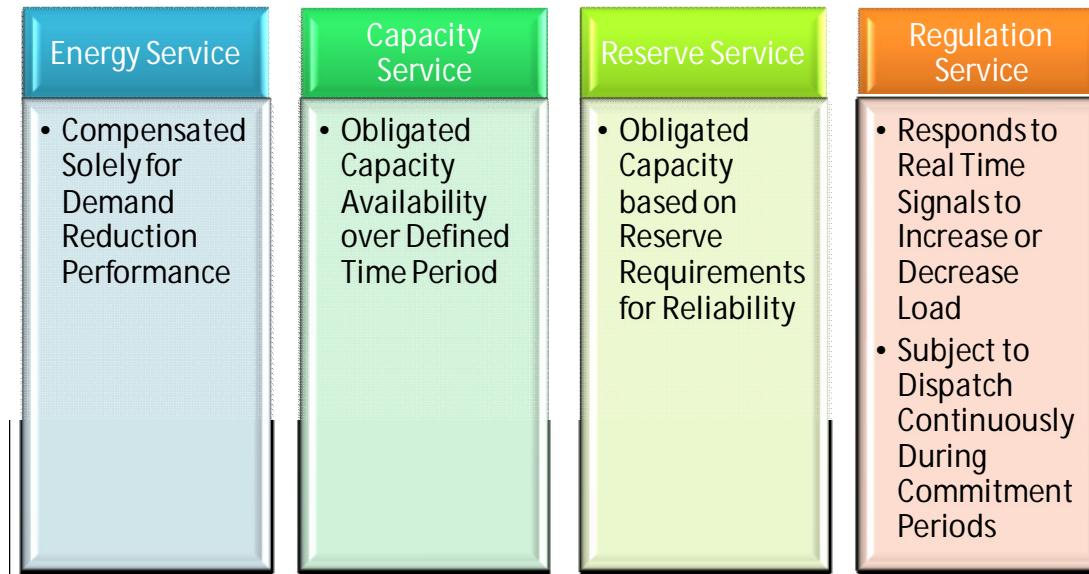 Energy Service
• Compensated
Solely for
Demand
Reduction
Performance
Capacity
Service
• Obligated
Capacity
Availability
over Defined
Time Period
Reserve Service
• Obligated
Capacity
based on
Reserve
Requirements
for Reliability
Regulation
Service
• Responds to
Real Time
Signals to
Increase or
Decrease
Load
• Subject to
Dispatch
Continuously
During
Commitment
Periods